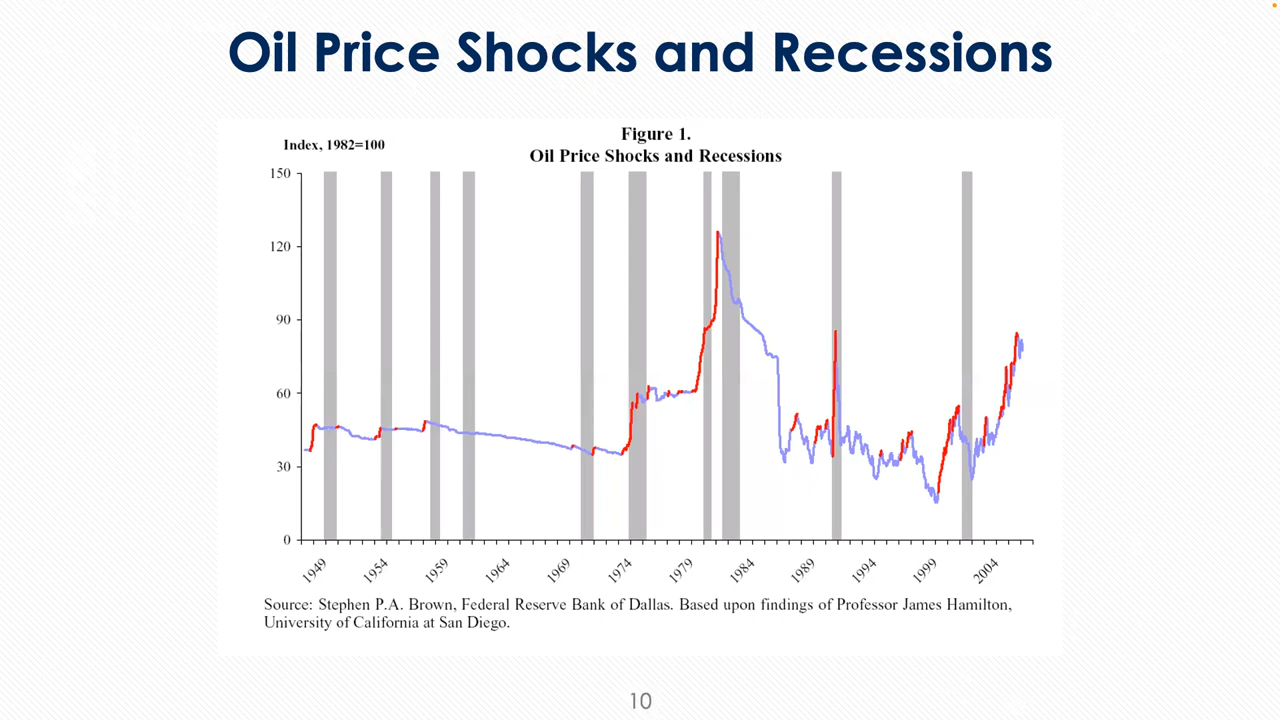 Oil Price Shocks and Recessions
Figure 1.
Index, 1982=100
Oil Price Shocks and Recessions
150
120
90
60
30
0
1949 1954 1959 1964 1969 1974 1979 1984 1989 1994 1999 2004
Source: Stephen P.A. Brown, Federal Reserve Bank of Dallas. Based upon findings of Professor James Hamilton,
University of California at San Diego.
10